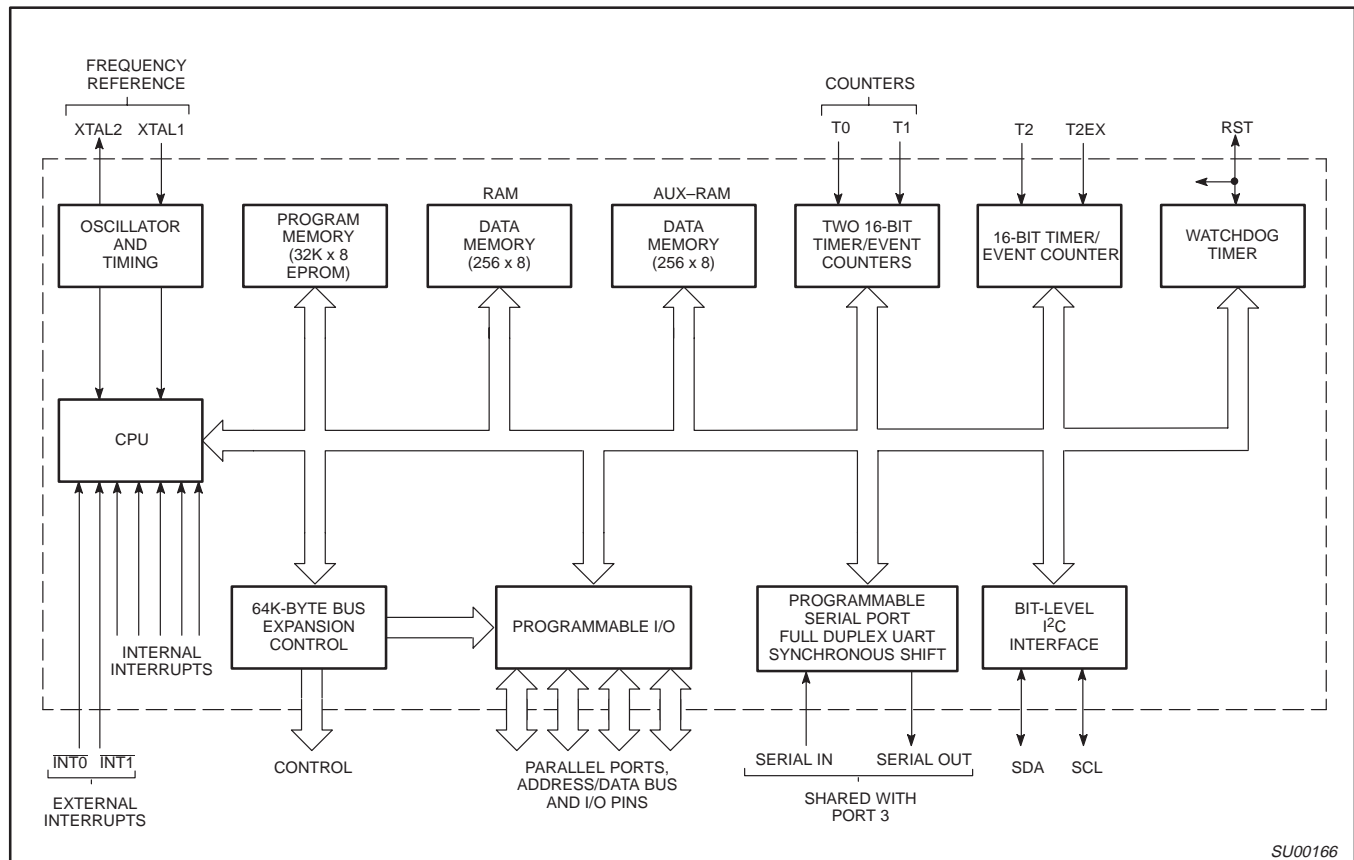 FREQUENCY
REFERENCE
XTAL2 XTAL1
COUNTERS
T0 T1
T2 T2EX
RST
OSCILLATOR
AND
TIMING
PROGRAM
MEMORY
(32K x 8
EPROM)
RAM
DATA
MEMORY
(256 x 8)
AUX–RAM
DATA
MEMORY
(256 x 8)
TWO 16-BIT
TIMER/EVENT
COUNTERS
16-BIT TIMER/
EVENT COUNTER
WATCHDOG
TIMER
CPU
INTERNAL
INTERRUPTS
64K-BYTE BUS
EXPANSION
CONTROL
PROGRAMMABLE I/O
PROGRAMMABLE
SERIAL PORT
FULL DUPLEX UART
SYNCHRONOUS SHIFT
BIT-LEVEL
I²C
INTERFACE
I̅N̅T̅0̅ I̅N̅T̅1̅
EXTERNAL
INTERRUPTS
CONTROL
PARALLEL PORTS,
ADDRESS/DATA BUS
AND I/O PINS
SERIAL IN SERIAL OUT
SHARED WITH
PORT 3
SDA SCL
SU00166